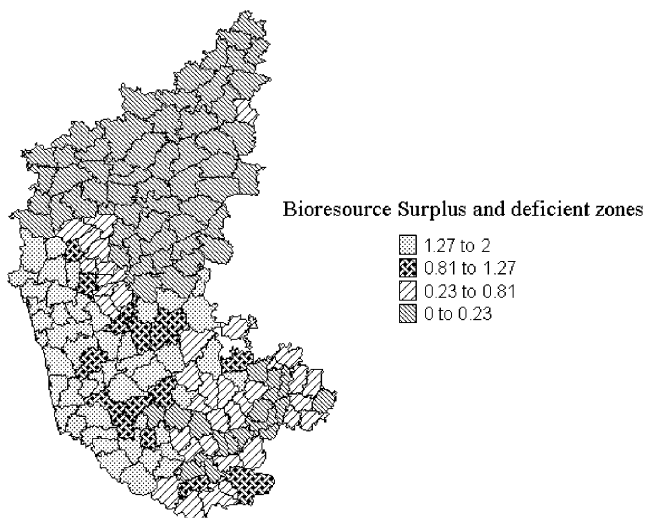 Bioresource Surplus and deficient zones
1.27 to 2
0.81 to 1.27
0.23 to 0.81
0 to 0.23